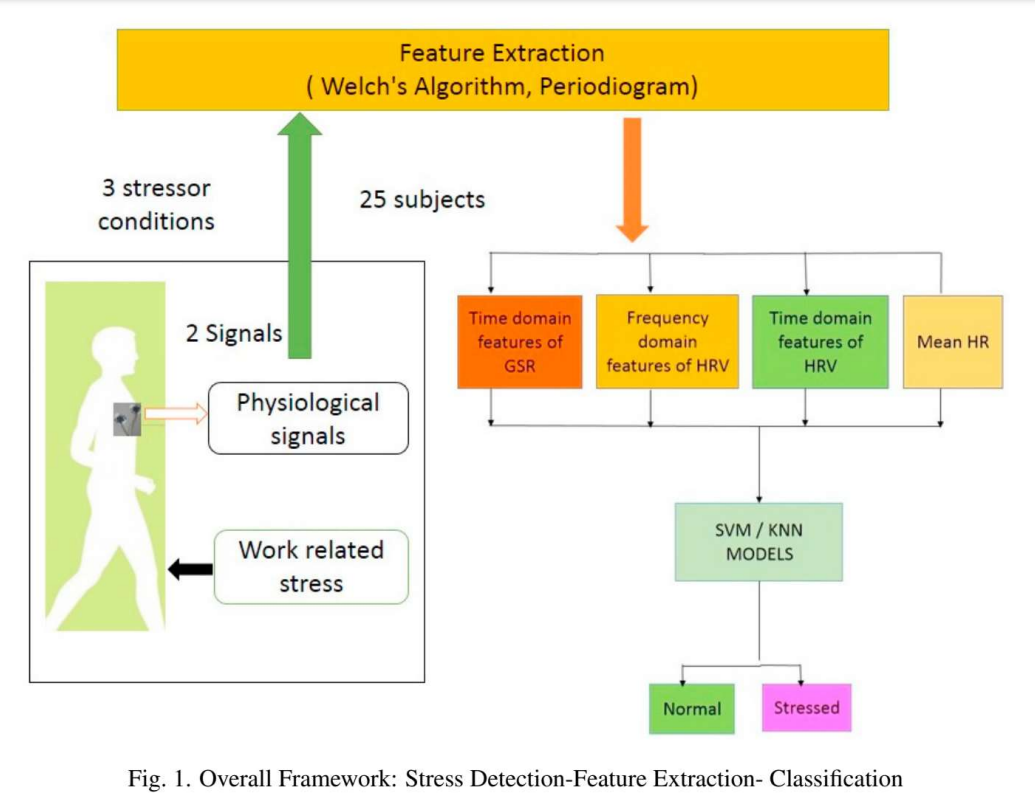 Feature Extraction
( Welch's Algorithm, Periodiogram)
3 stressor
conditions
25 subjects
2 Signals
Physiological
signals
Work related
stress
Time domain
features of
GSR
Frequency
domain
features of HRV
Time domain
features of
HRV
Mean HR
SVM / KNN
MODELS
Normal
Stressed
Fig. 1. Overall Framework: Stress Detection-Feature Extraction- Classification